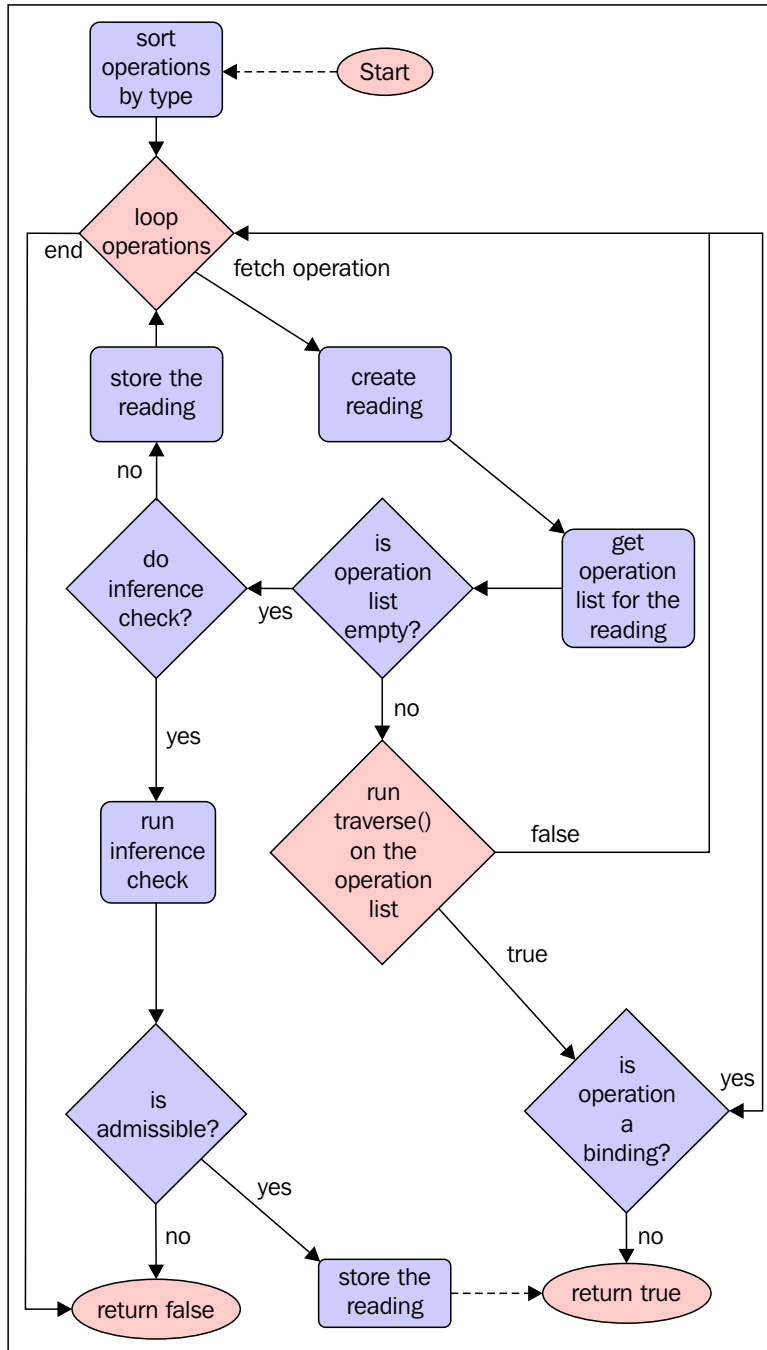 sort
operations
by type
Start
loop
operations
end
fetch operation
store the
reading
create
reading
no
do
inference
check?
yes
is
operation
list
empty?
get
operation
list for the
reading
yes
no
run
inference
check
run
traverse()
on the
operation
list
false
true
is
admissible?
is
operation
a
binding?
yes
yes
no
no
return false
store the
reading
return true